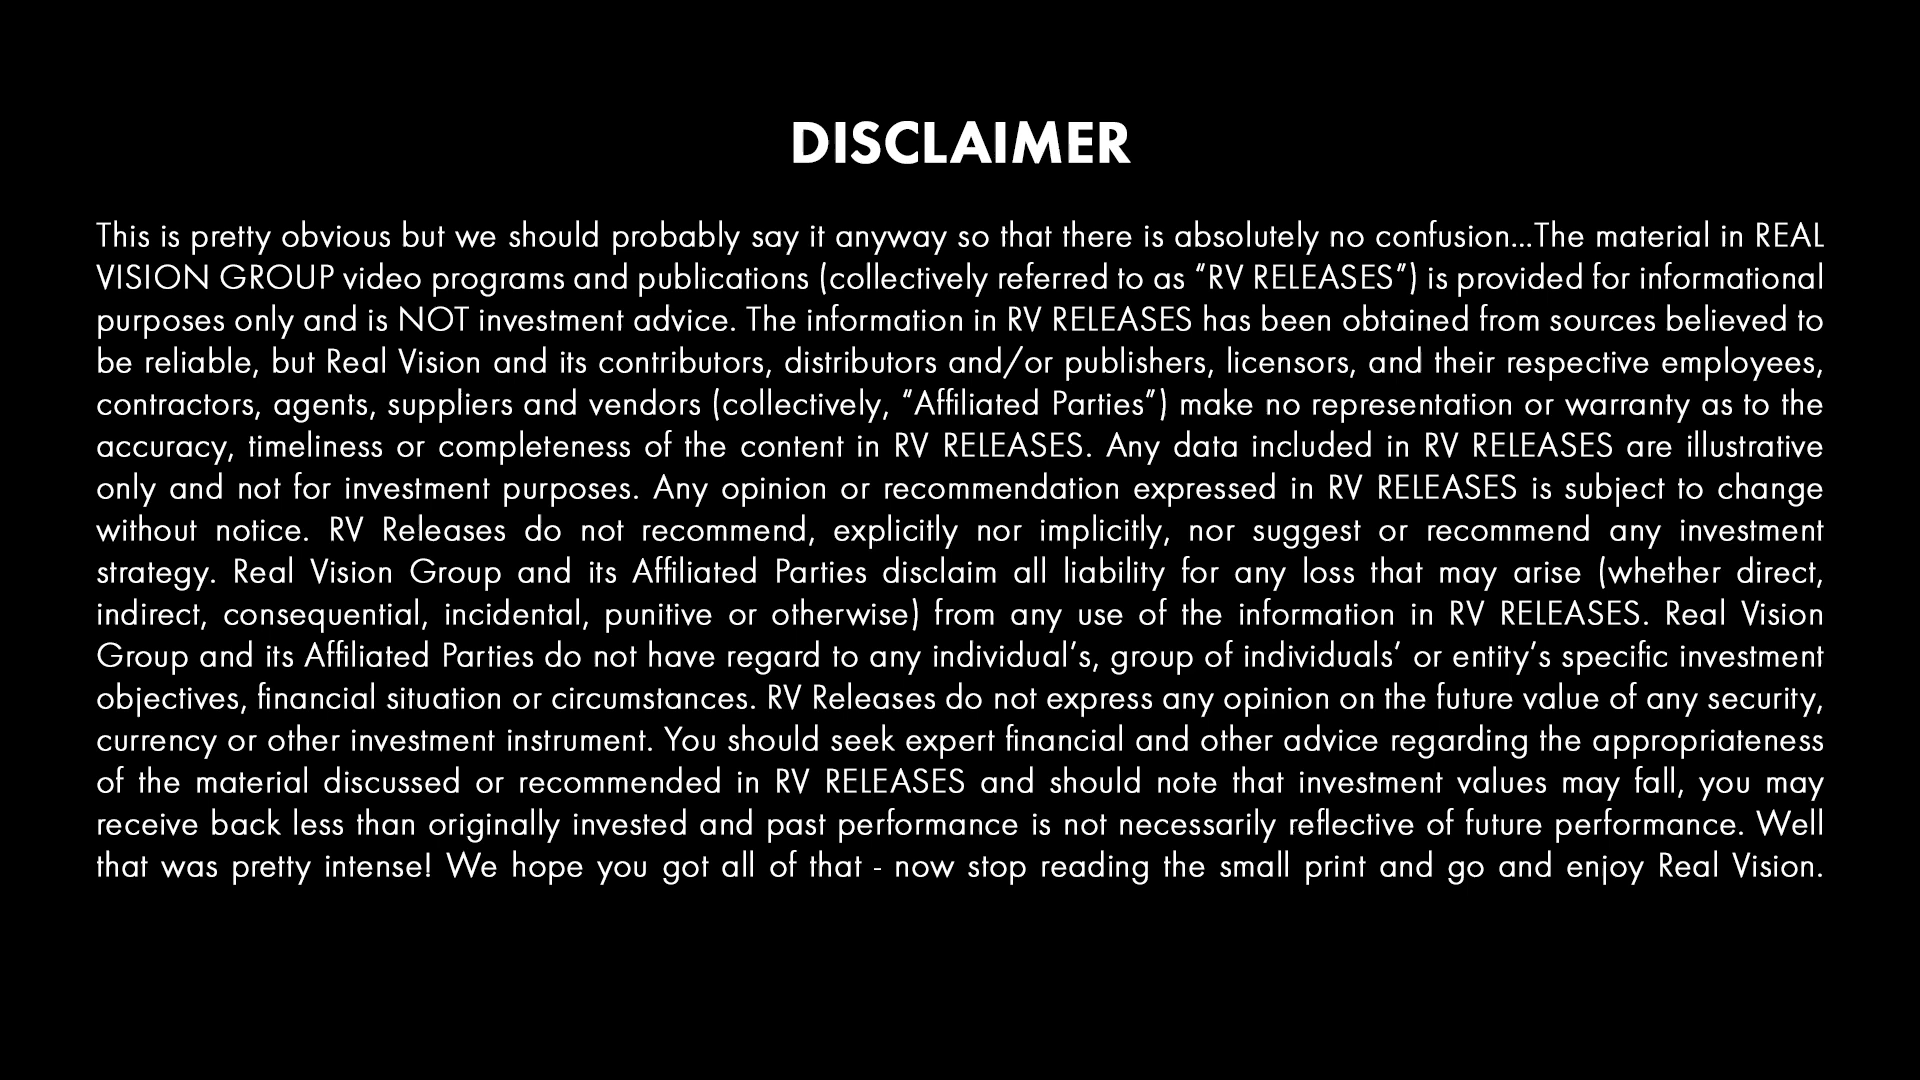 DISCLAIMER
This is pretty obvious but we should probably say it anyway so that there is absolutely no confusion...The material in REAL
VISION GROUP video programs and publications (collectively referred to as “RV RELEASES”) is provided for informational
purposes only and is NOT investment advice. The information in RV RELEASES has been obtained from sources believed to
be reliable, but Real Vision and its contributors, distributors and/or publishers, licensors, and their respective employees,
contractors, agents, suppliers and vendors (collectively, “Affiliated Parties”) make no representation or warranty as to the
accuracy, timeliness or completeness of the content in RV RELEASES. Any data included in RV RELEASES are illustrative
only and not for investment purposes. Any opinion or recommendation expressed in RV RELEASES is subject to change
without notice. RV Releases do not recommend, explicitly nor implicitly, nor suggest or recommend any investment
strategy. Real Vision Group and its Affiliated Parties disclaim all liability for any loss that may arise (whether direct,
indirect, consequential, incidental, punitive or otherwise) from any use of the information in RV RELEASES. Real Vision
Group and its Affiliated Parties do not have regard to any individual’s, group of individuals’ or entity’s specific investment
objectives, financial situation or circumstances. RV Releases do not express any opinion on the future value of any security,
currency or other investment instrument. You should seek expert financial and other advice regarding the appropriateness
of the material discussed or recommended in RV RELEASES and should note that investment values may fall, you may
receive back less than originally invested and past performance is not necessarily reflective of future performance. Well
that was pretty intense! We hope you got all of that - now stop reading the small print and go and enjoy Real Vision.